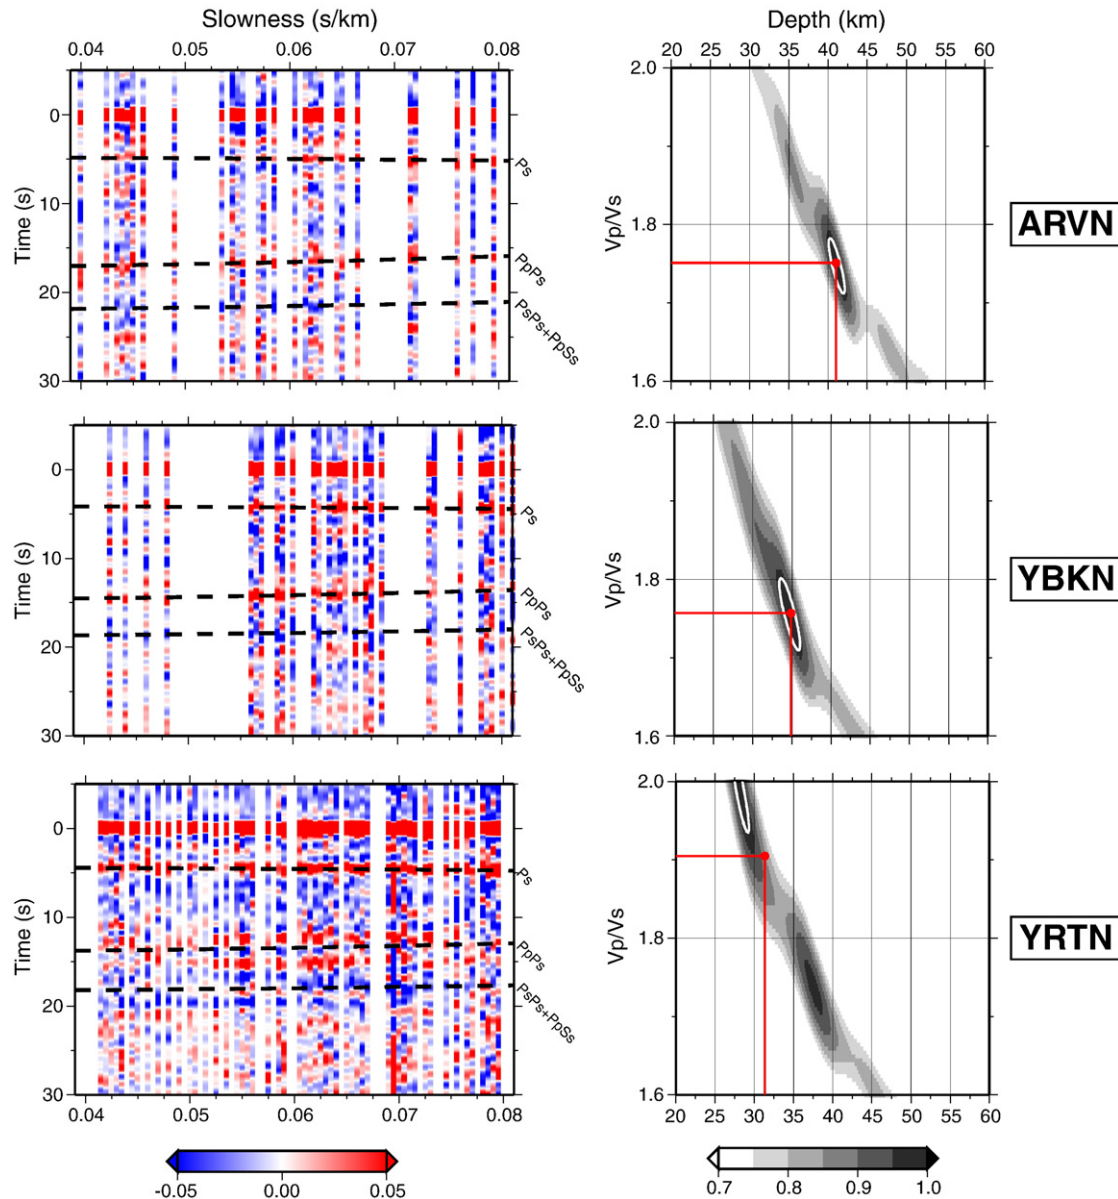 Slowness (s/km)
0.04 0.05 0.06 0.07 0.08
0
10
20
30
Time (s)
Ps
PpPs
PsPs+PpSs
Depth (km)
20 25 30 35 40 45 50 55 60
2.0
1.8
1.6
Vp/Vs
ARVN
0
10
20
30
Time (s)
Ps
PpPs
PsPs+PpSs
2.0
1.8
1.6
Vp/Vs
YBKN
0
10
20
30
Time (s)
Ps
PpPs
PsPs+PpSs
0.04 0.05 0.06 0.07 0.08
2.0
1.8
1.6
Vp/Vs
20 25 30 35 40 45 50 55 60
YRTN
-0.05 0.00 0.05
0.7 0.8 0.9 1.0